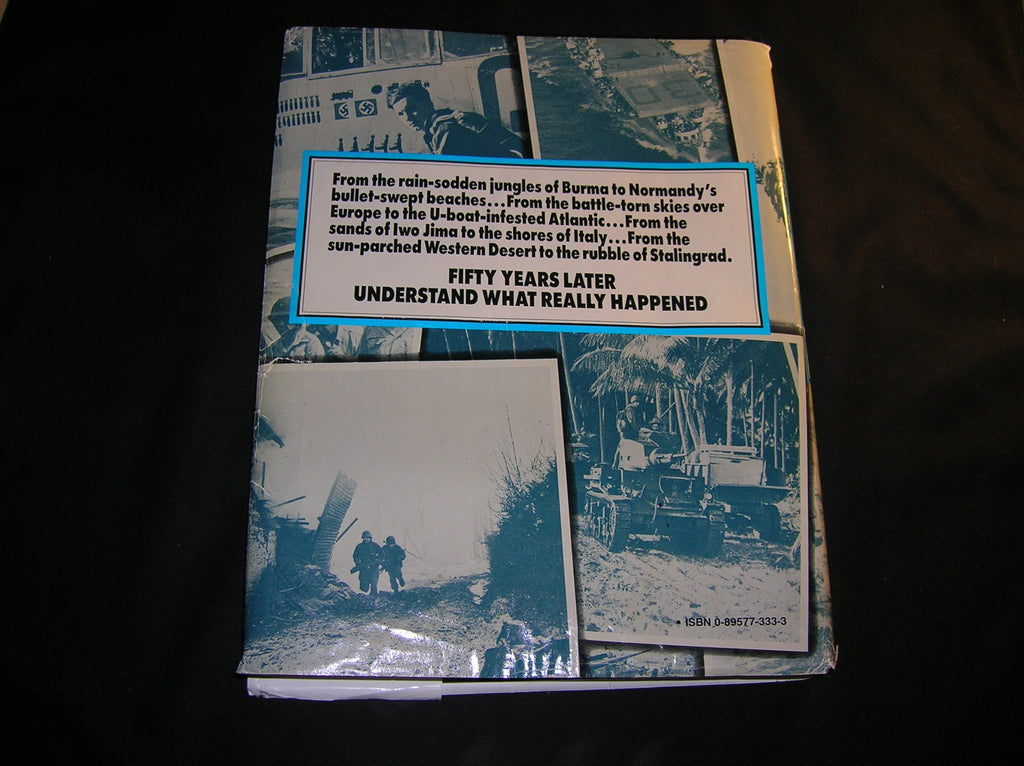 From the rain-sodden jungles of Burma to Normandy's
bullet-swept beaches...From the battle-torn skies over
Europe to the U-boat-infested Atlantic...From the
sands of Iwo Jima to the shores of Italy...From the
sun-parched Western Desert to the rubble of Stalingrad.
FIFTY YEARS LATER
UNDERSTAND WHAT REALLY HAPPENED
• ISBN 0-89577-333-3